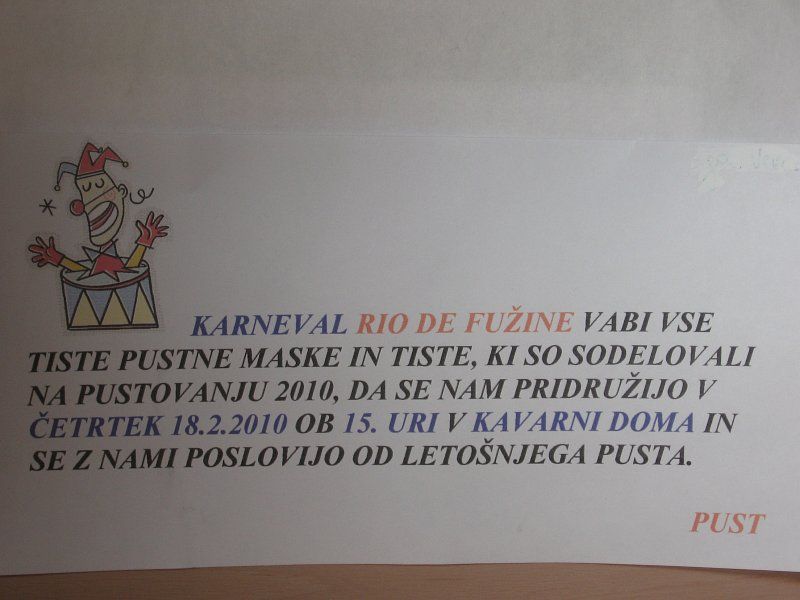 KARNEVAL RIO DE FUŽINE VABI VSE
TISTE PUSTNE MASKE IN TISTE, KI SO SODELOVALI
NA PUSTOVANJU 2010, DA SE NAM PRIDRUŽIJO V
ČETRTEK 18.2.2010 OB 15. URI V KAVARNI DOMA IN
SE Z NAMI POSLOVIJO OD LETOŠNJEGA PUSTA.
PUST